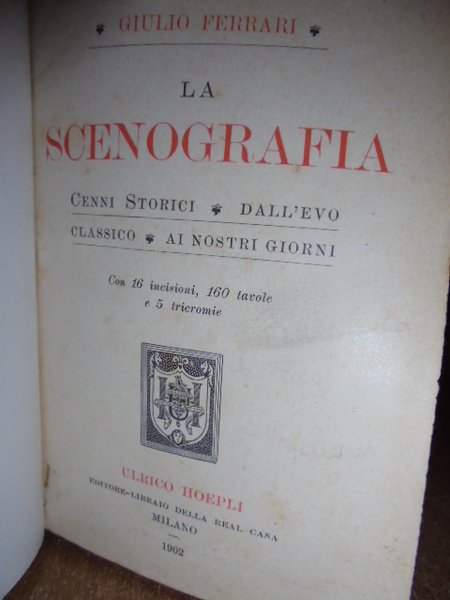 GIULIO FERRARI
LA
SCENOGRAFIA
CENNI STORICI DALL'EVO
CLASSICO AI NOSTRI GIORNI
Con 16 incisioni, 160 tavole
e 5 tricromie
ULRICO HOEPLI
EDITORE-LIBRAIO DELLA REAL CASA
MILANO
—
1902